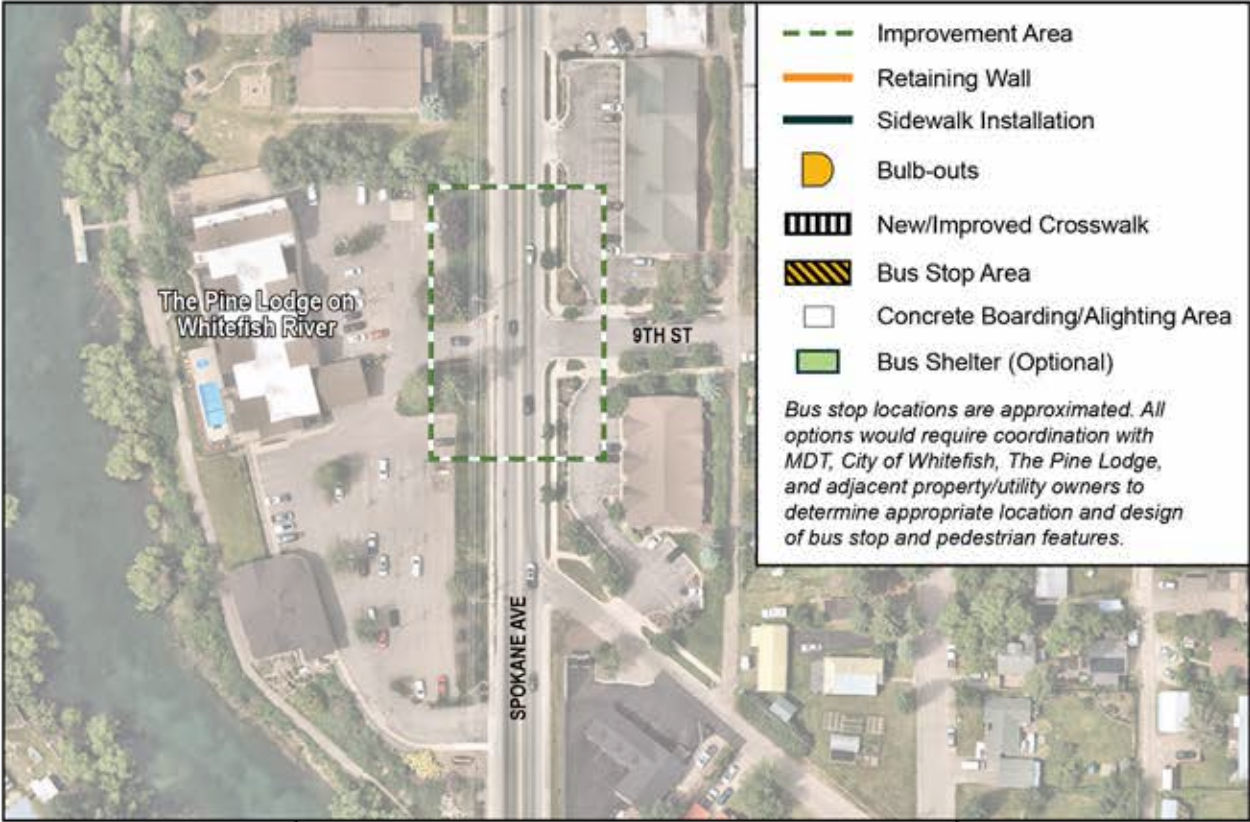 Improvement Area
Retaining Wall
Sidewalk Installation
Bulb-outs
New/Improved Crosswalk
Bus Stop Area
Concrete Boarding/Alighting Area
Bus Shelter (Optional)
Bus stop locations are approximated. All
options would require coordination with
MDT, City of Whitefish, The Pine Lodge,
and adjacent property/utility owners to
determine appropriate location and design
of bus stop and pedestrian features.
The Pine Lodge on
Whitefish River
9TH ST
SPOKANE AVE